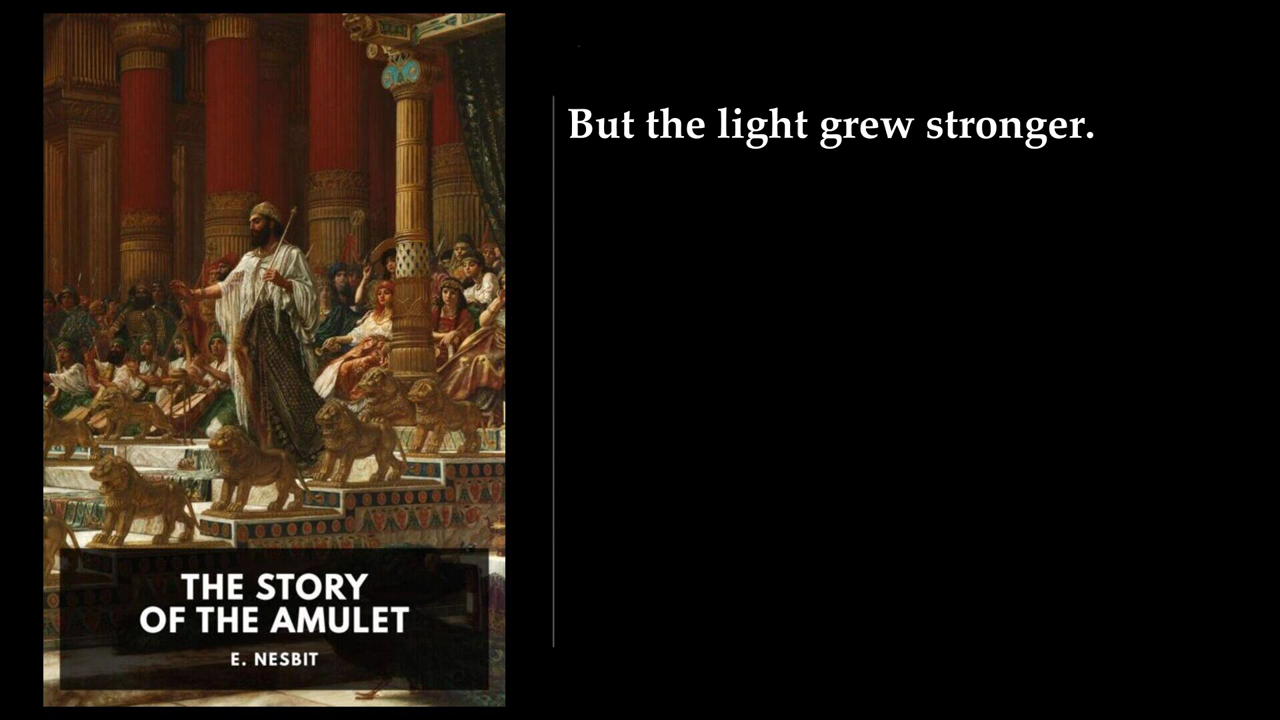 But the light grew stronger.
THE STORY
OF THE AMULET
E. NESBIT